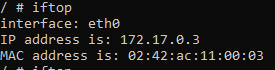 / # iftop
interface: eth0
IP address is: 172.17.0.3
MAC address is: 02:42:ac:11:00:03
/ # iftop